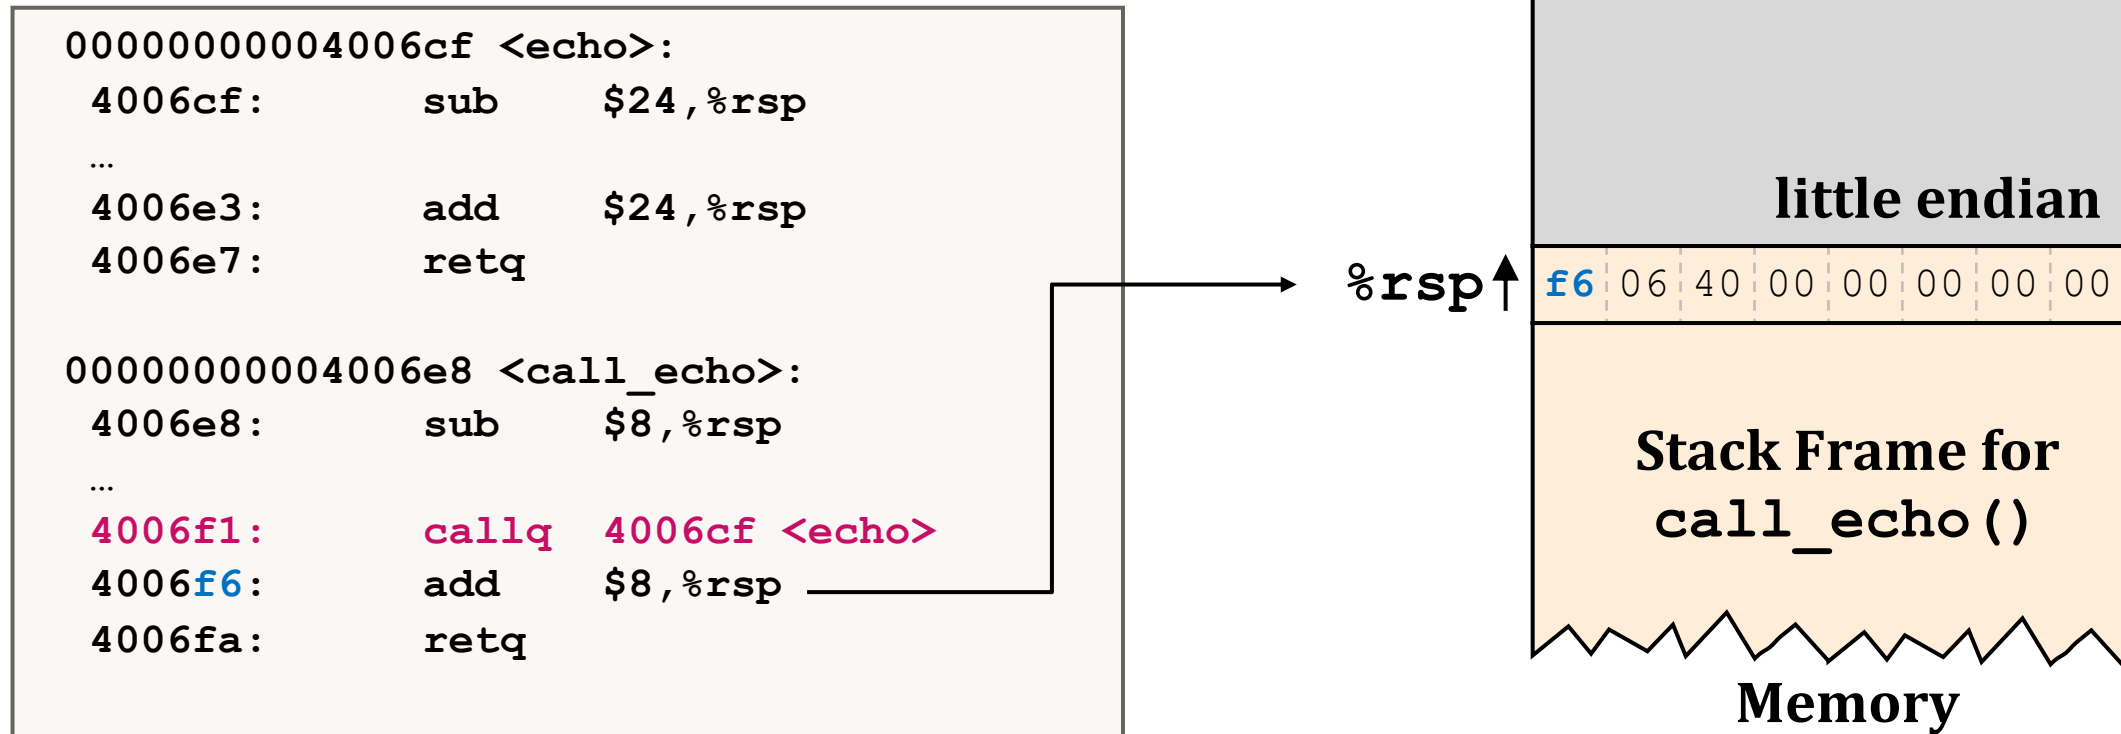 00000000004006cf <echo>:
4006cf: sub $24,%rsp
…
4006e3: add $24,%rsp
4006e7: retq
00000000004006e8 <call_echo>:
4006e8: sub $8,%rsp
…
4006f1: callq 4006cf <echo>
4006f6: add $8,%rsp
4006fa: retq
little endian
%rsp f6 06 40 00 00 00 00 00
Stack Frame for
call_echo()
Memory